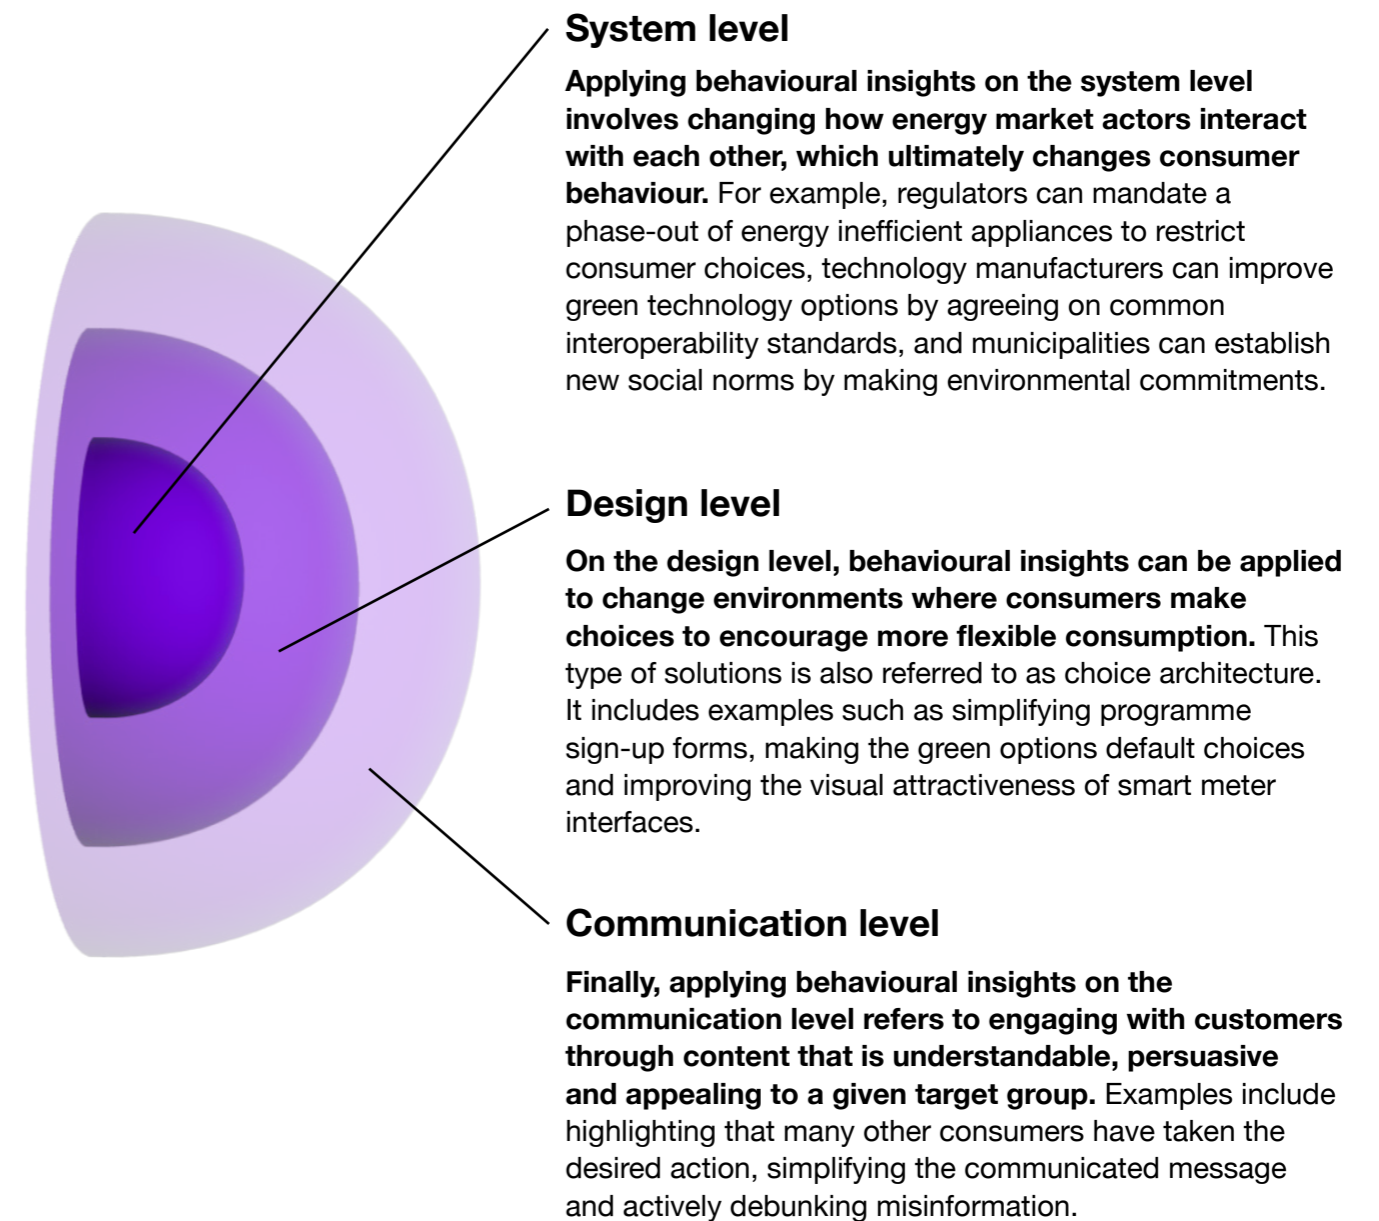 System level
Applying behavioural insights on the system level
involves changing how energy market actors interact
with each other, which ultimately changes consumer
behaviour. For example, regulators can mandate a
phase-out of energy inefficient appliances to restrict
consumer choices, technology manufacturers can improve
green technology options by agreeing on common
interoperability standards, and municipalities can establish
new social norms by making environmental commitments.
Design level
On the design level, behavioural insights can be applied
to change environments where consumers make
choices to encourage more flexible consumption. This
type of solutions is also referred to as choice architecture.
It includes examples such as simplifying programme
sign-up forms, making the green options default choices
and improving the visual attractiveness of smart meter
interfaces.
Communication level
Finally, applying behavioural insights on the
communication level refers to engaging with customers
through content that is understandable, persuasive
and appealing to a given target group. Examples include
highlighting that many other consumers have taken the
desired action, simplifying the communicated message
and actively debunking misinformation.